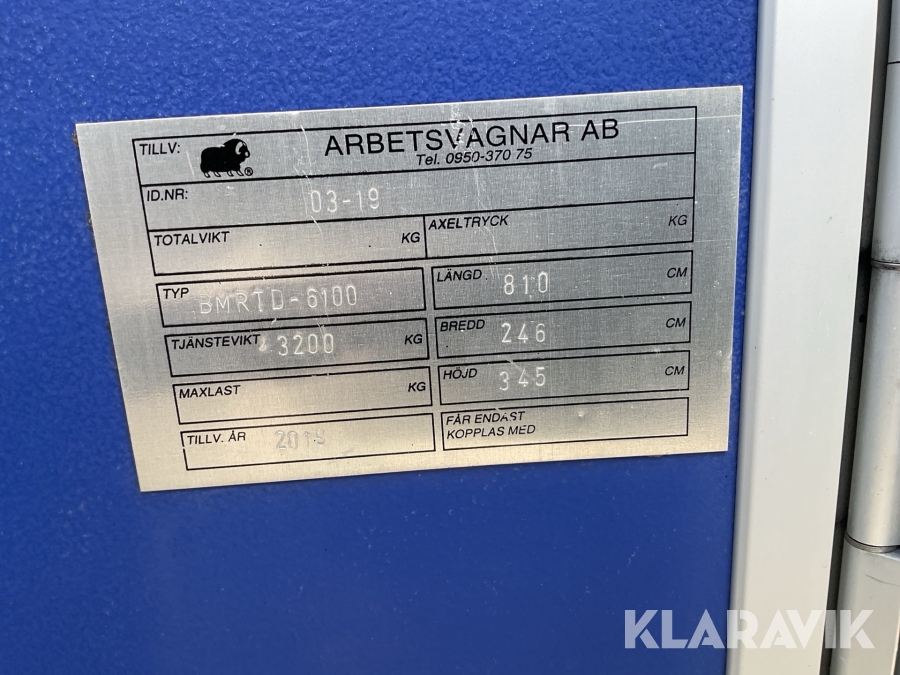 TILLV: ® ARBETSVAGNAR AB
Tel. 0950-370 75
ID.NR: 03-19
TOTALVIKT KG AXELTRYCK KG
TYP BMRTD-6100 LÄNGD 810 CM
TJÄNSTEVIKT 3200 KG BREDD 246 CM
MAXLAST KG HÖJD 345 CM
TILLV. ÅR 2019 FÅR ENDAST
KOPPLAS MED
KLARAVIK